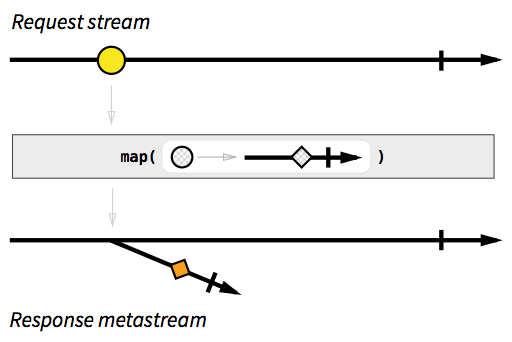 Request stream
map( )
Response metastream